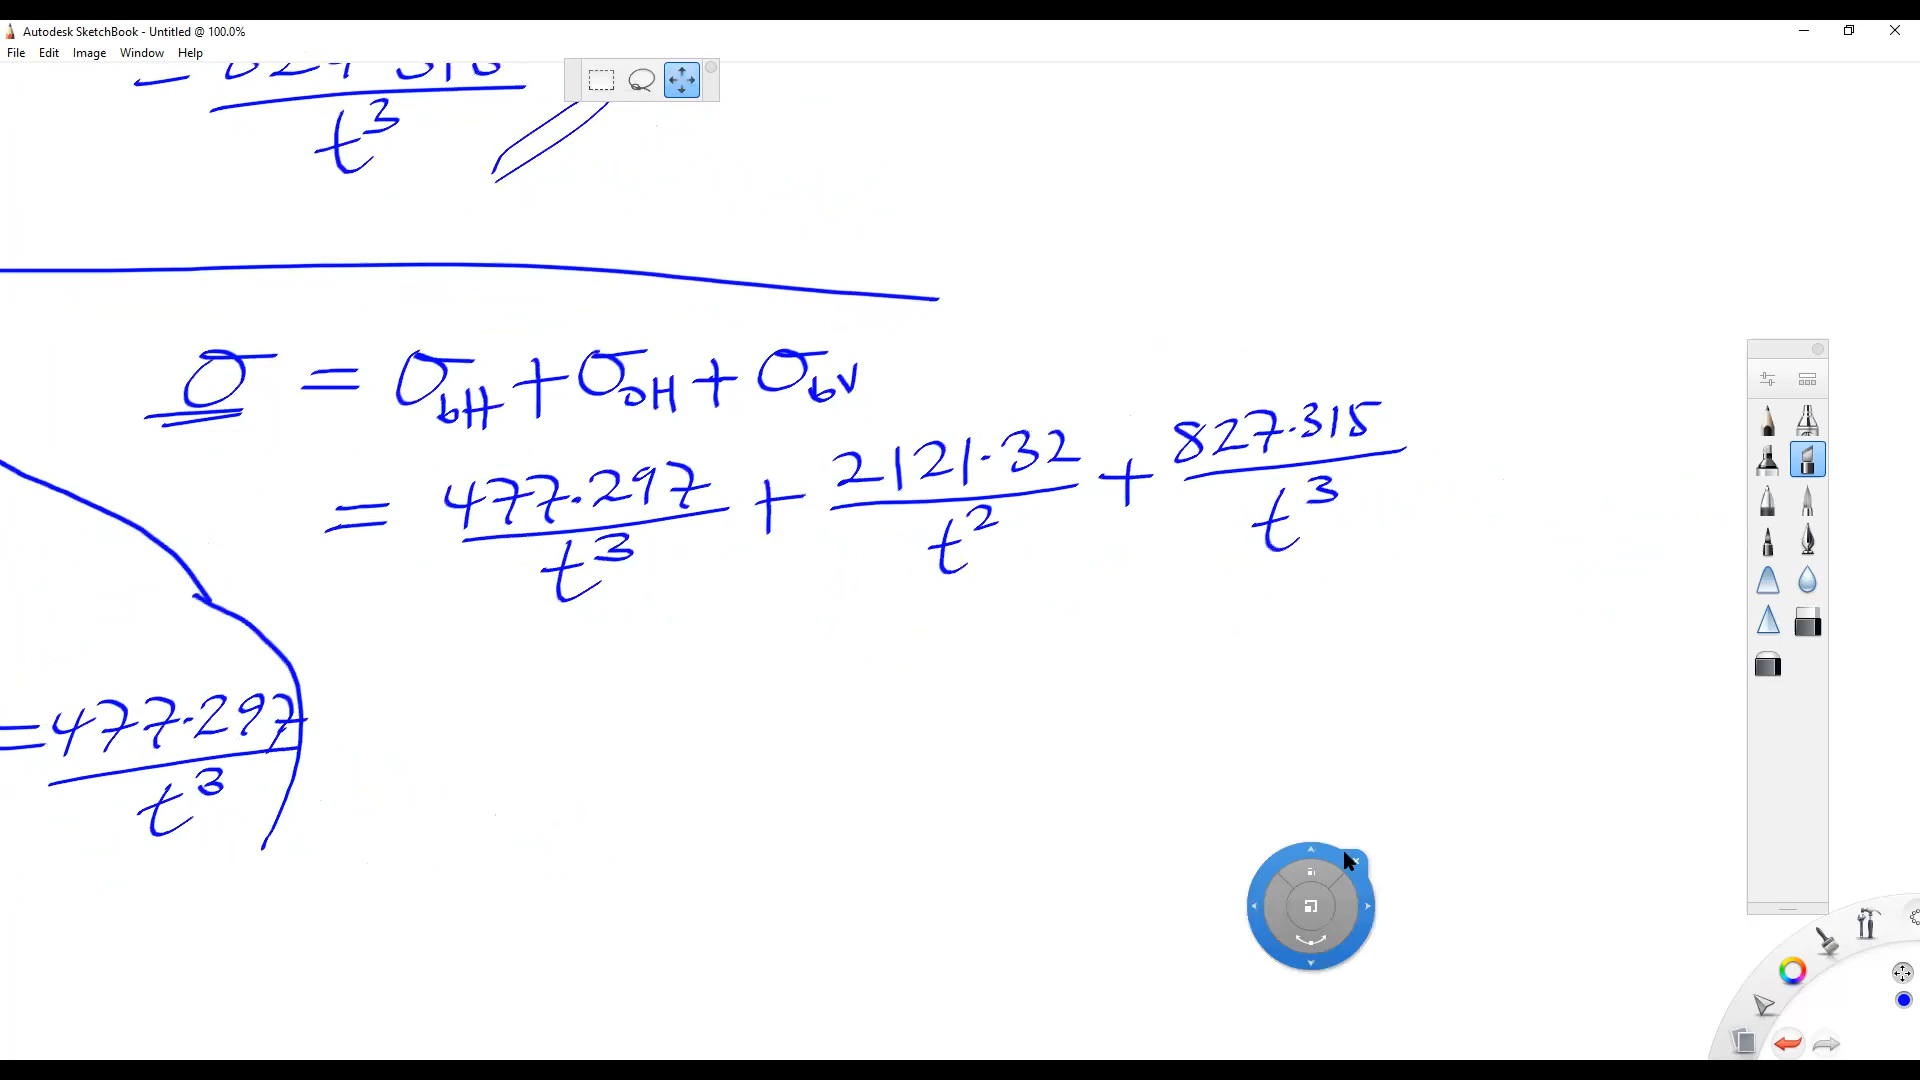 Autodesk SketchBook - Untitled @ 100.0%
File Edit Image Window Help
t³
σ = σbH + σoH + σbV
= 477.297/t³ + 2121.32/t² + 827.315/t³
= 477.297/t³